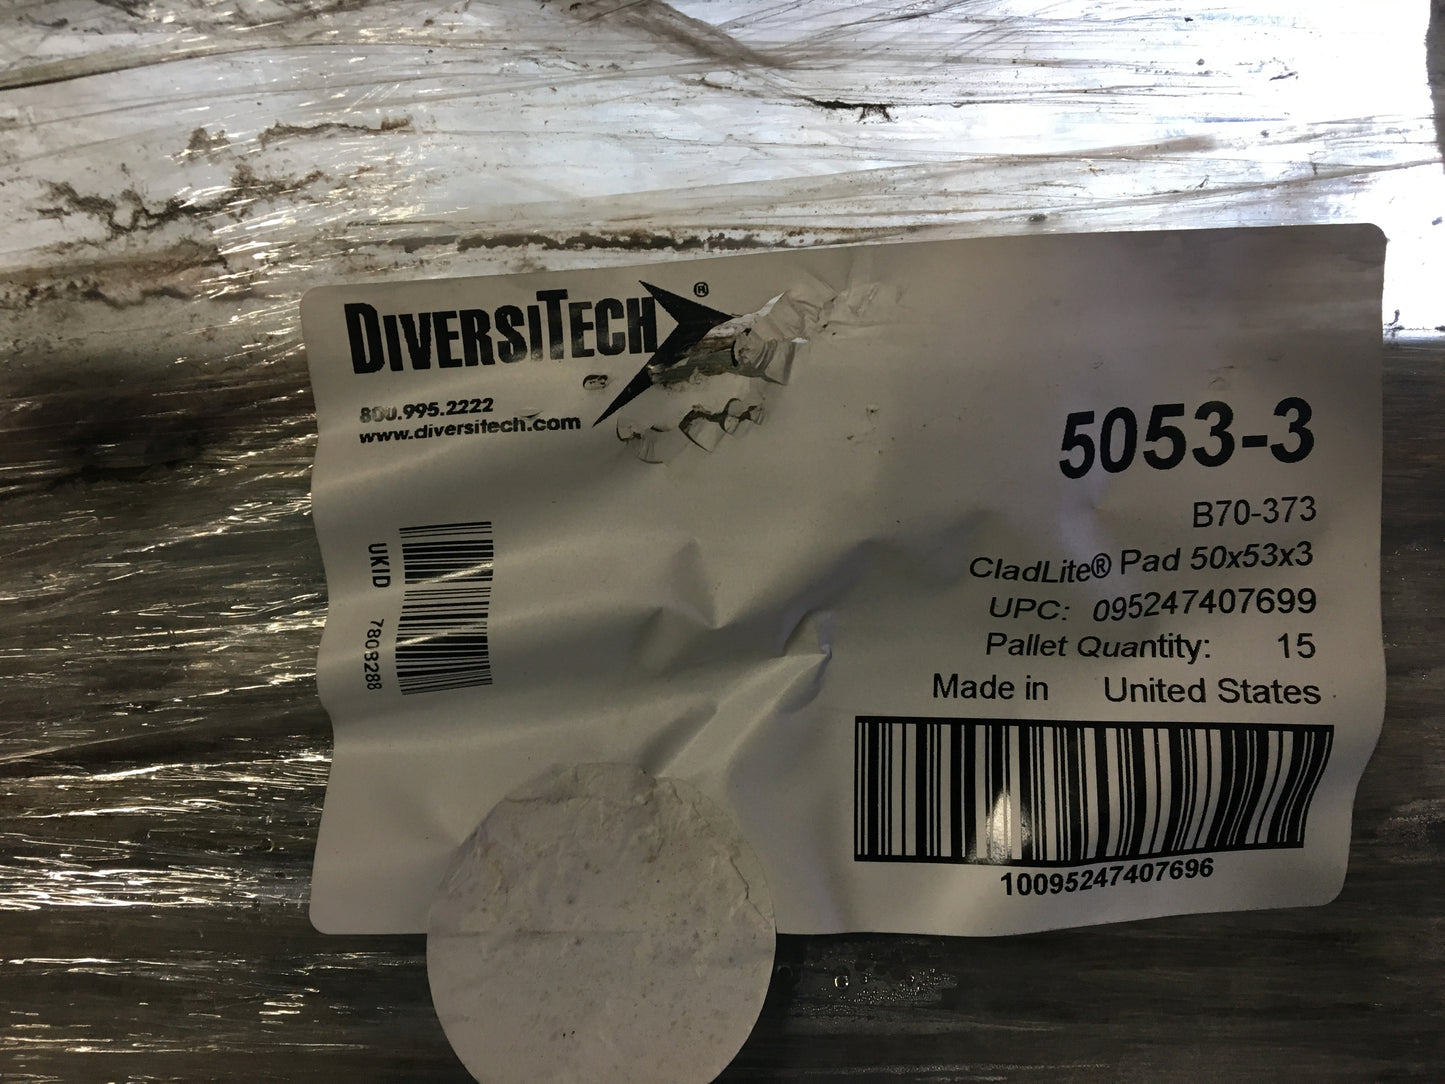 DIVERSITECH®
800.995.2222
www.diversitech.com
5053-3
B70-373
CladLite® Pad 50x53x3
UPC: 095247407699
Pallet Quantity: 15
Made in United States
10095247407696
UKID 7803288